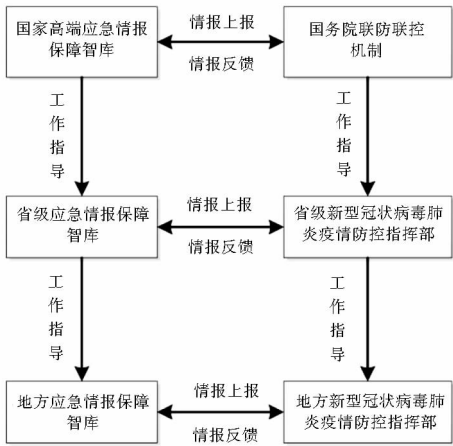 国家高端应急情报
保障智库
情报上报
情报反馈
国务院联防联控
机制
工
作
指
导
工
作
指
导
省级应急情报保障
智库
情报上报
情报反馈
省级新型冠状病毒肺
炎疫情防控指挥部
工
作
指
导
工
作
指
导
地方应急情报保障
智库
情报上报
情报反馈
地方新型冠状病毒肺
炎疫情防控指挥部